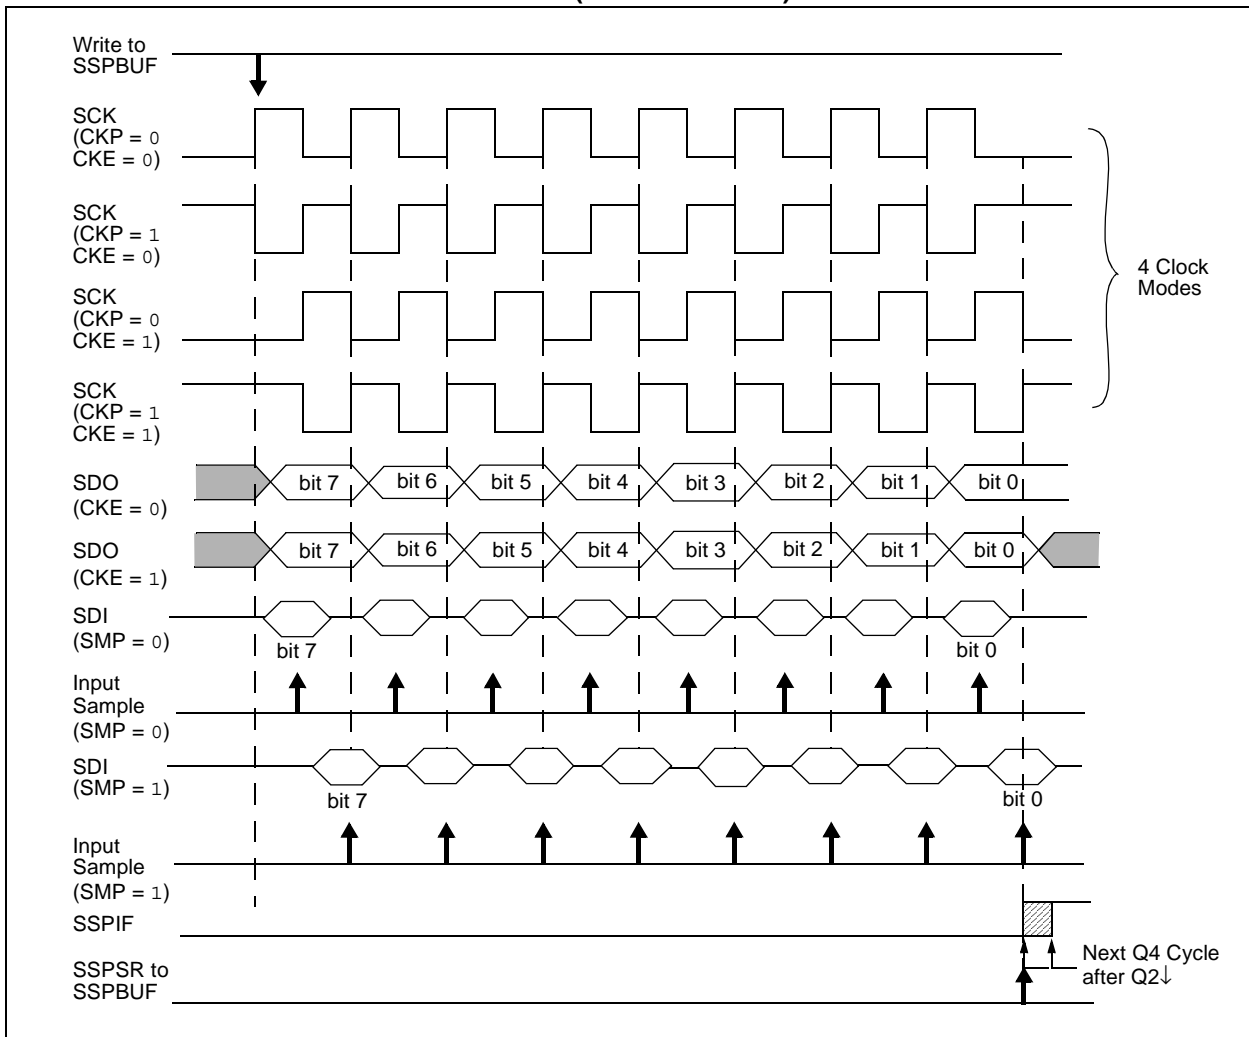 Write to
SSPBUF
SCK
(CKP = 0
CKE = 0)
SCK
(CKP = 1
CKE = 0)
SCK
(CKP = 0
CKE = 1)
SCK
(CKP = 1
CKE = 1)
4 Clock
Modes
SDO
(CKE = 0)
bit 7 bit 6 bit 5 bit 4 bit 3 bit 2 bit 1 bit 0
SDO
(CKE = 1)
bit 7 bit 6 bit 5 bit 4 bit 3 bit 2 bit 1 bit 0
SDI
(SMP = 0)
bit 7 bit 0
Input
Sample
(SMP = 0)
SDI
(SMP = 1)
bit 7 bit 0
Input
Sample
(SMP = 1)
SSPIF
Next Q4 Cycle
after Q2↓
SSPSR to
SSPBUF